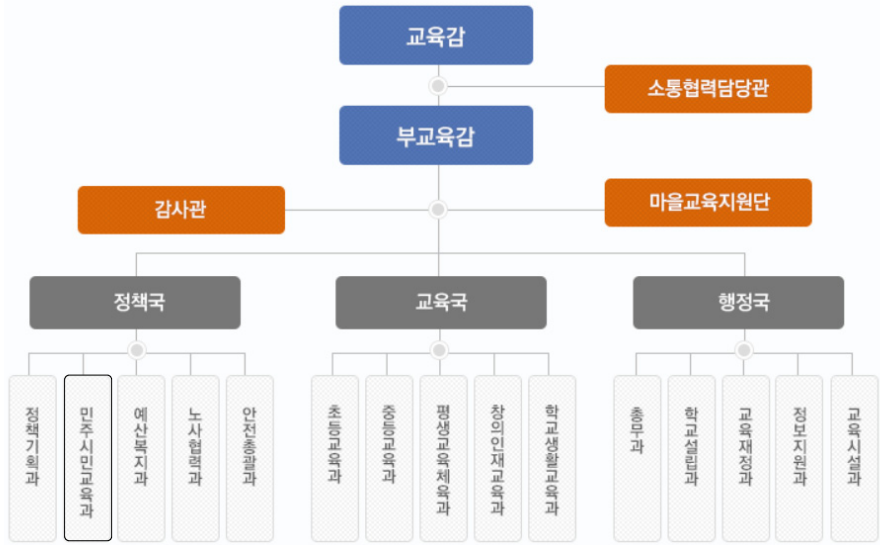 교육감
소통협력담당관
부교육감
감사관
마을교육지원단
정책국
교육국
행정국
정책기획과
민주시민교육과
예산복지과
노사협력과
안전총괄과
초등교육과
중등교육과
평생교육체육과
창의인재교육과
학교생활교육과
총무과
학교설립과
교육재정과
정보지원과
교육시설과